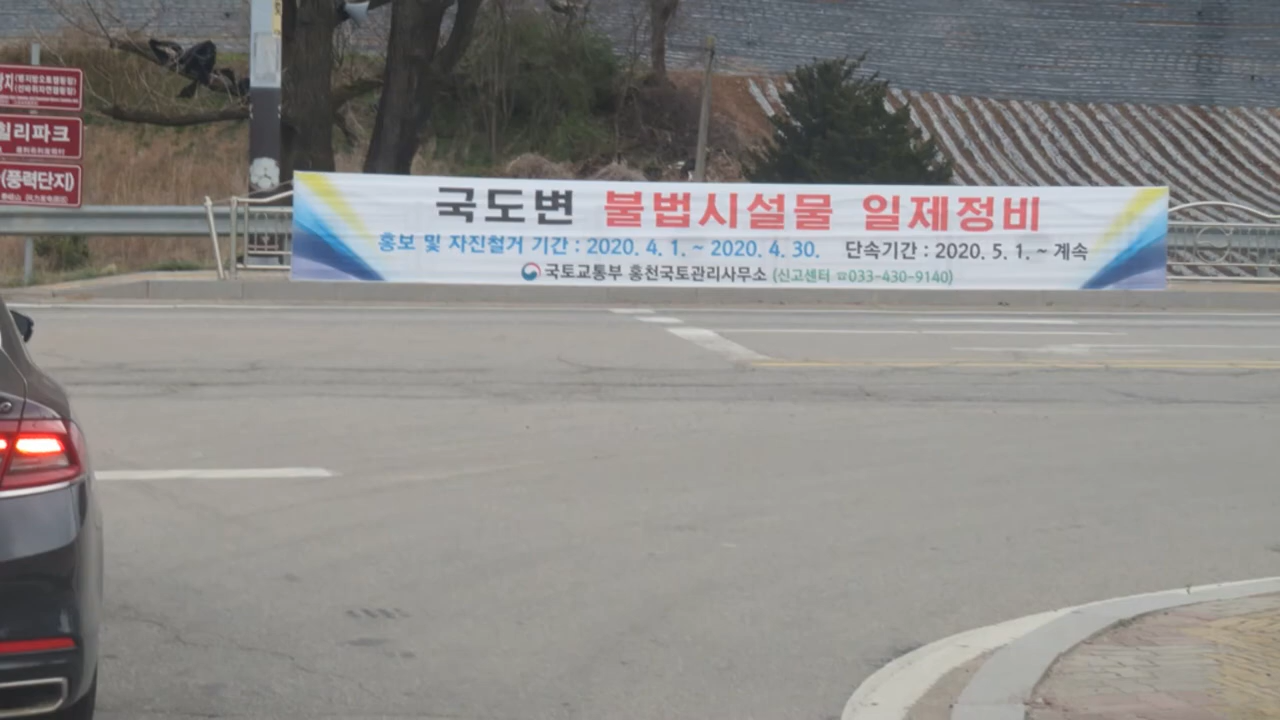 힐리파크
(풍력단지)
국도변 불법시설물 일제정비
홍보 및 자진철거 기간 : 2020. 4. 1. ~ 2020. 4. 30. 단속기간 : 2020. 5. 1. ~ 계속
국토교통부 홍천국토관리사무소 (신고센터 ☎033-430-9140)